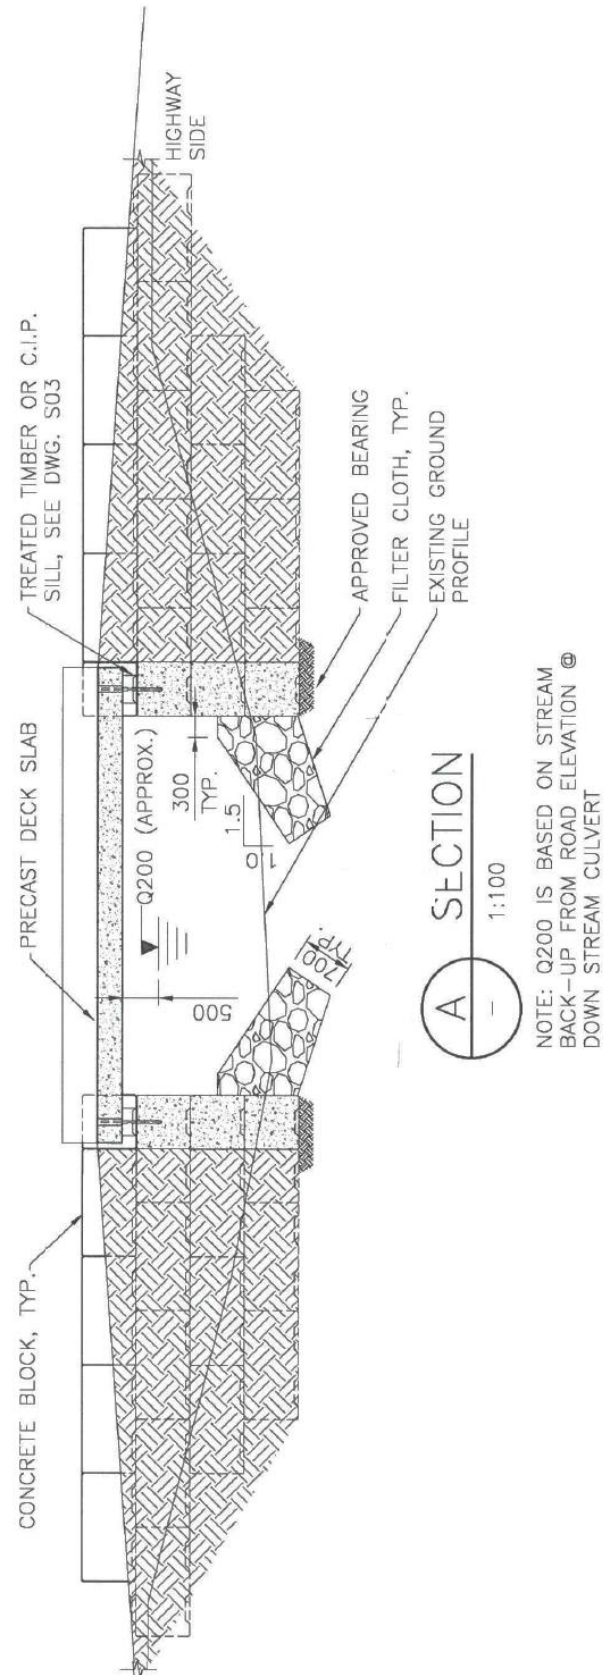 CONCRETE BLOCK, TYP.
PRECAST DECK SLAB
TREATED TIMBER OR C.I.P.
SILL, SEE DWG. S03
HIGHWAY
SIDE
Q200 (APPROX.)
500
300
TYP.
1.5
1.0
700
TYP.
APPROVED BEARING
FILTER CLOTH, TYP.
EXISTING GROUND
PROFILE
A
-
SECTION
1:100
NOTE: Q200 IS BASED ON STREAM
BACK-UP FROM ROAD ELEVATION @
DOWN STREAM CULVERT